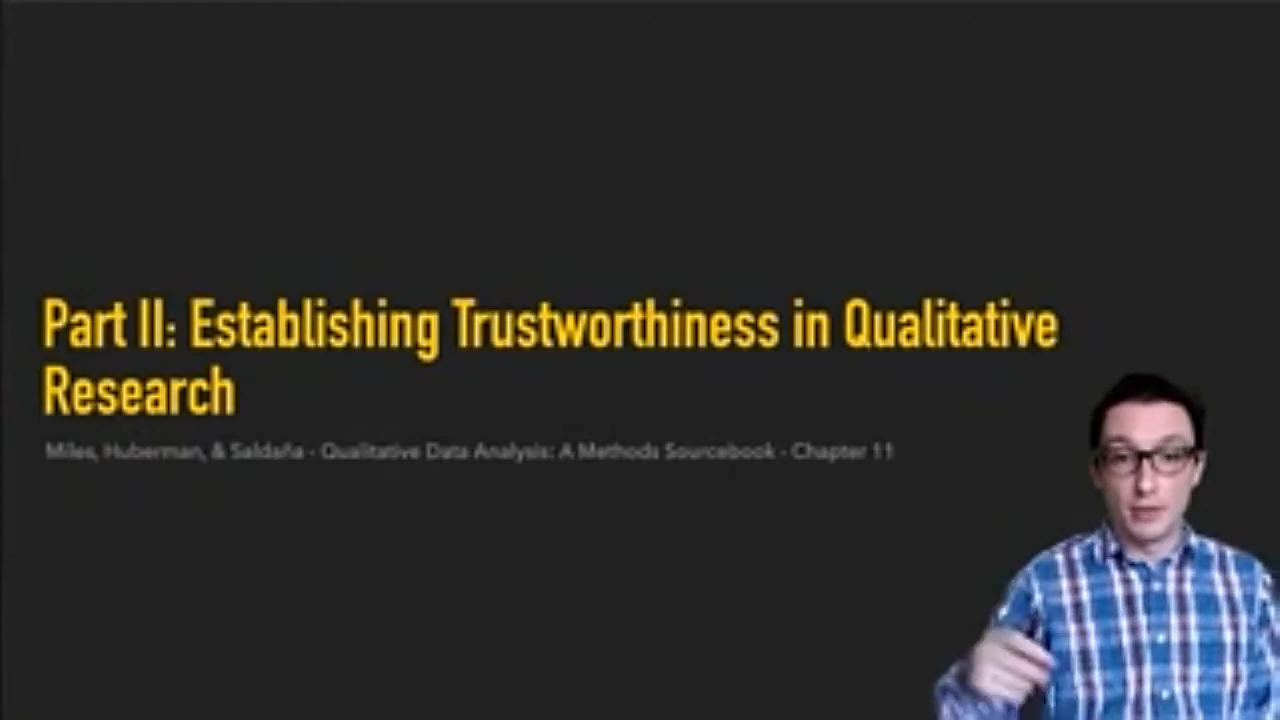 Part II: Establishing Trustworthiness in Qualitative
Research
Miles, Huberman, & Saldaña - Qualitative Data Analysis: A Methods Sourcebook - Chapter 11